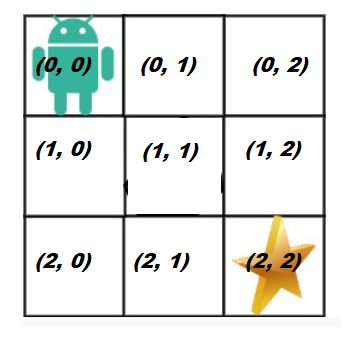 (0, 0) (0, 1) (0, 2)
(1, 0) (1, 1) (1, 2)
(2, 0) (2, 1) (2, 2)